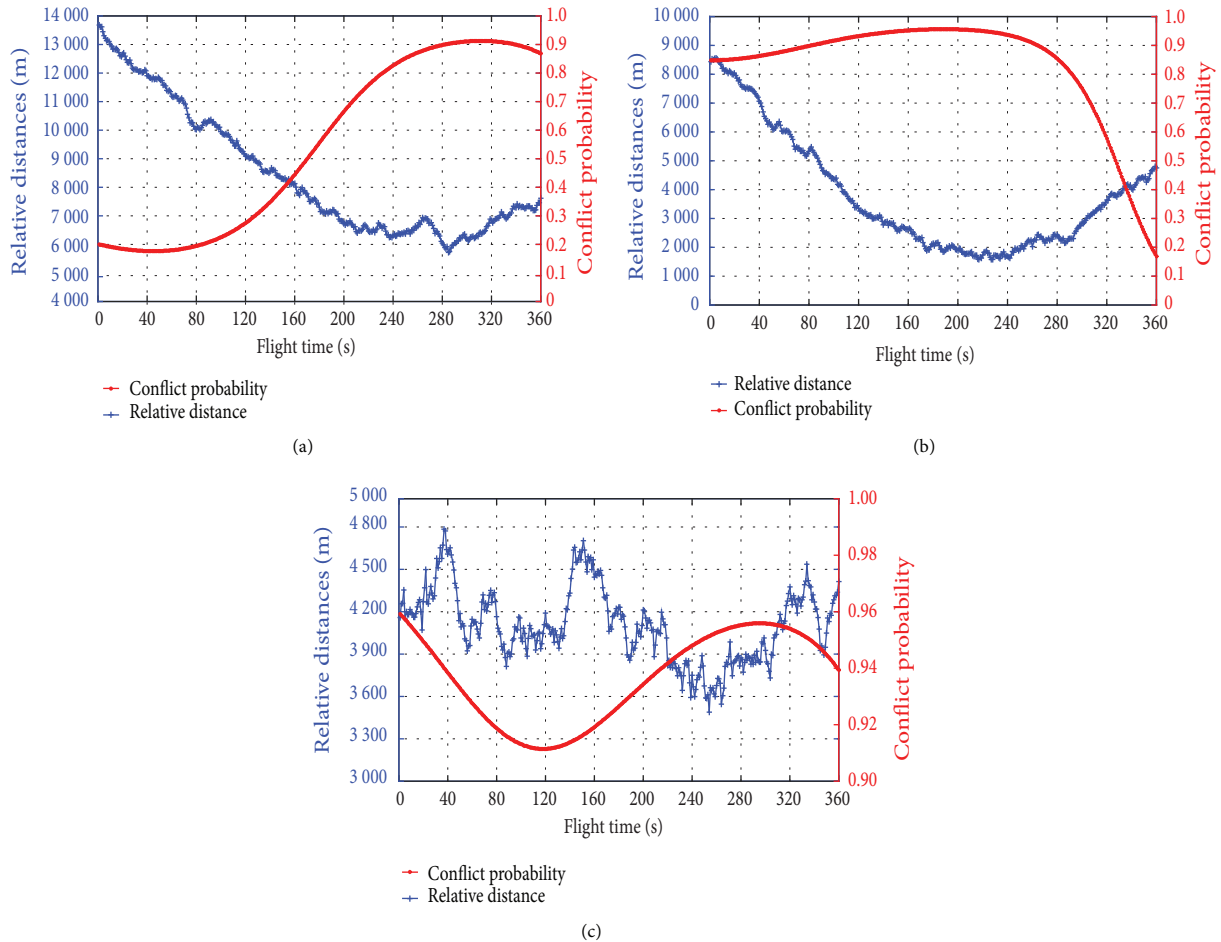 14 000
13 000
12 000
11 000
10 000
9 000
8 000
7 000
6 000
5 000
4 000
Relative distances (m)
1.0
0.9
0.8
0.7
0.6
0.5
0.4
0.3
0.2
0.1
0
Conflict probability
0 40 80 120 160 200 240 280 320 360
Flight time (s)
Conflict probability
Relative distance
(a)
10 000
9 000
8 000
7 000
6 000
5 000
4 000
3 000
2 000
1 000
0
Relative distances (m)
1.0
0.9
0.8
0.7
0.6
0.5
0.4
0.3
0.2
0.1
0
Conflict probability
0 40 80 120 160 200 240 280 320 360
Flight time (s)
Relative distance
Conflict probability
(b)
5 000
4 800
4 500
4 200
3 900
3 600
3 300
3 000
Relative distances (m)
1.00
0.98
0.96
0.94
0.92
0.90
Conflict probability
0 40 80 120 160 200 240 280 320 360
Flight time (s)
Conflict probability
Relative distance
(c)